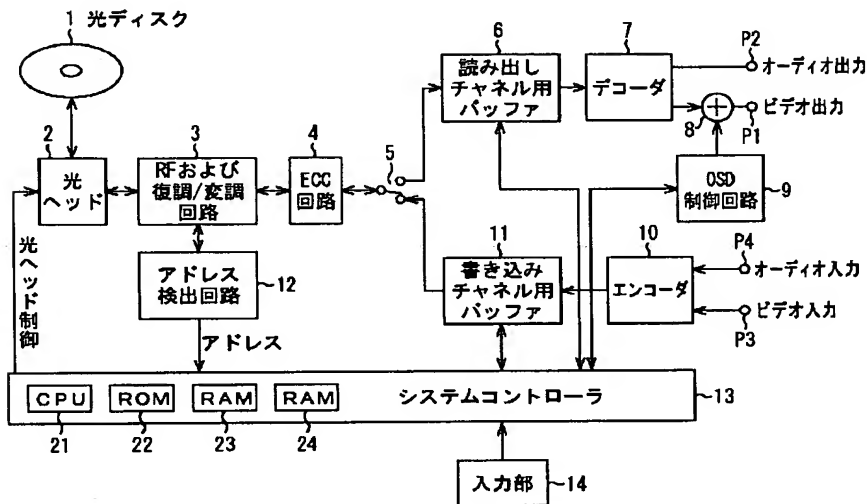 1 光ディスク
2
光
ヘッド
3
RFおよび
復調/変調
回路
4
ECC
回路
5
6
読み出し
チャネル用
バッファ
7
デコーダ
P2
オーディオ出力
8
ビデオ出力
P1
OSD
制御回路
9
10
エンコーダ
P4
オーディオ入力
ビデオ入力
P3
11
書き込み
チャネル用
バッファ
アドレス
検出回路
12
アドレス
光ヘッド制御
CPU
ROM
RAM
RAM
システムコントローラ
13
21
22
23
24
入力部
14